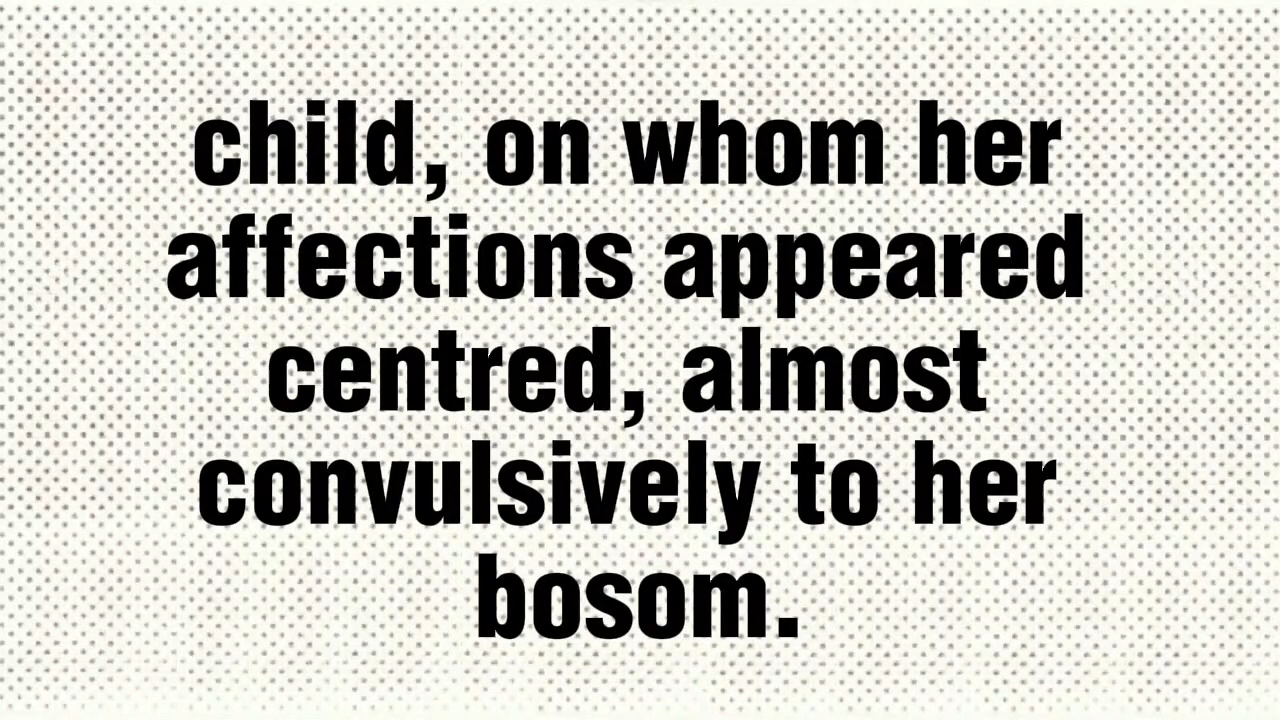 child, on whom her
affections appeared
centred, almost
convulsively to her
bosom.